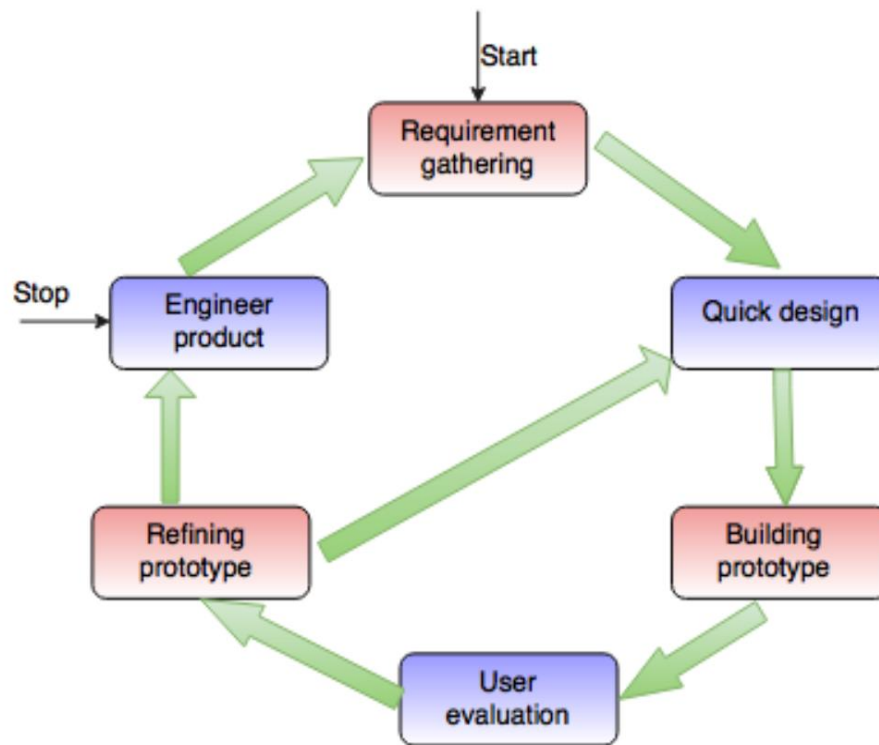 Start
Requirement
gathering
Stop
Engineer
product
Quick design
Refining
prototype
Building
prototype
User
evaluation